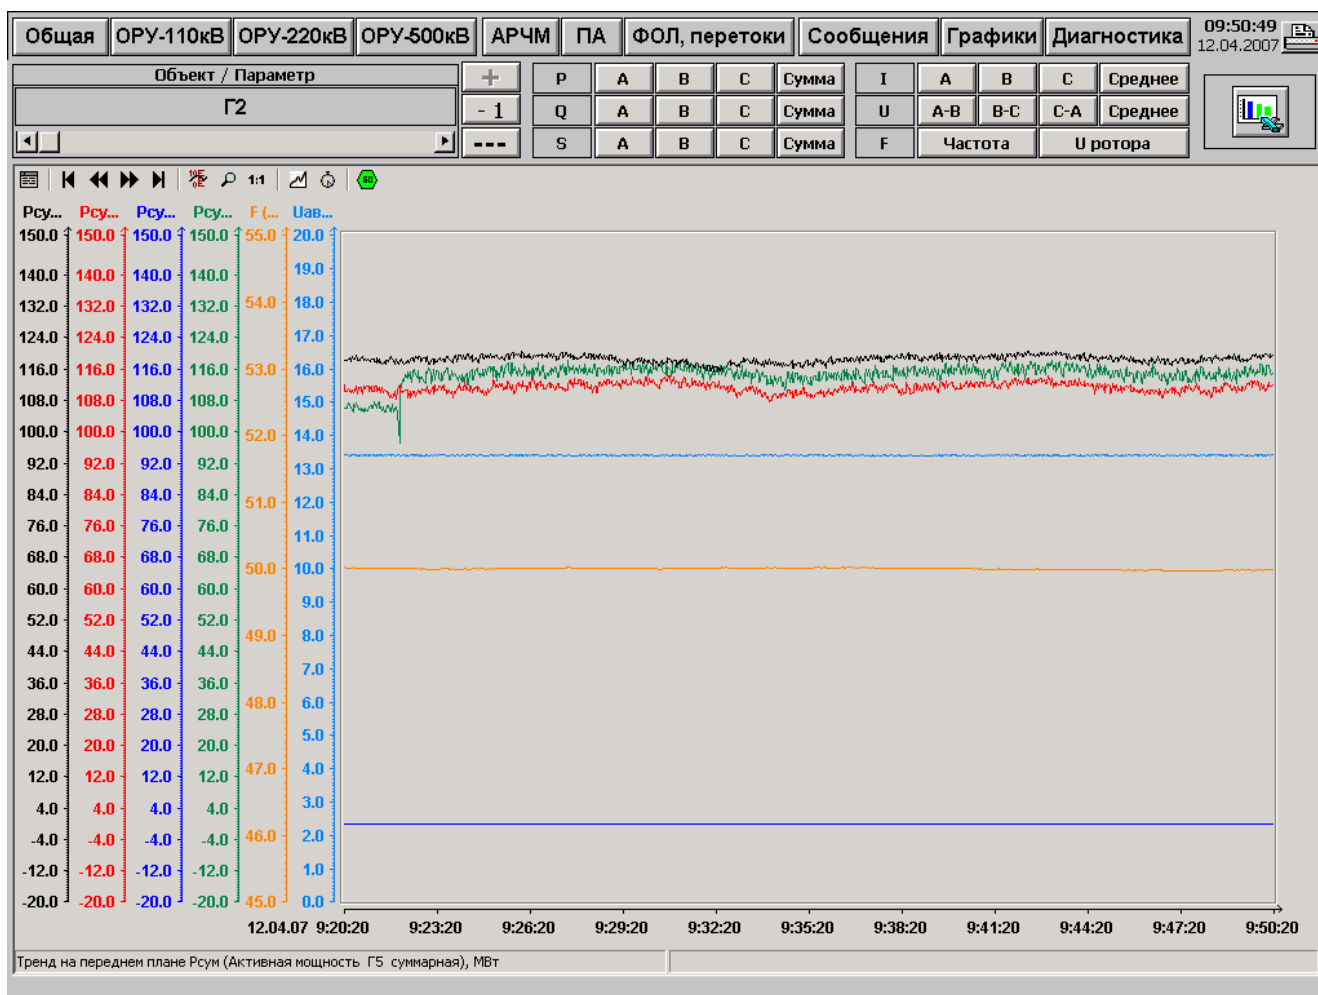 Общая ОРУ-110кВ ОРУ-220кВ ОРУ-500кВ АРЧМ ПА ФОЛ, перетоки Сообщения Графики Диагностика 09:50:49
12.04.2007
Объект / Параметр + P A B C Сумма I A B C Среднее
Г2 - 1 Q A B C Сумма U A-B B-C C-A Среднее
--- S A B C Сумма F Частота U ротора
1:1 60
Pсу... Pсу... Pсу... Pсу... F (... Uав...
150.0 150.0 150.0 150.0 55.0 20.0
140.0 140.0 140.0 140.0 19.0
132.0 132.0 132.0 132.0 54.0 18.0
124.0 124.0 124.0 124.0 17.0
116.0 116.0 116.0 116.0 53.0 16.0
108.0 108.0 108.0 108.0 15.0
100.0 100.0 100.0 100.0 52.0 14.0
92.0 92.0 92.0 92.0 13.0
84.0 84.0 84.0 84.0 51.0 12.0
76.0 76.0 76.0 76.0 11.0
68.0 68.0 68.0 68.0 50.0 10.0
60.0 60.0 60.0 60.0 9.0
52.0 52.0 52.0 52.0 49.0 8.0
44.0 44.0 44.0 44.0 7.0
36.0 36.0 36.0 36.0 48.0 6.0
28.0 28.0 28.0 28.0 5.0
20.0 20.0 20.0 20.0 47.0 4.0
12.0 12.0 12.0 12.0
4.0 4.0 4.0 4.0 3.0
-4.0 -4.0 -4.0 -4.0 46.0 2.0
-12.0 -12.0 -12.0 -12.0 1.0
-20.0 -20.0 -20.0 -20.0 45.0 0.0
12.04.07 9:20:20 9:23:20 9:26:20 9:29:20 9:32:20 9:35:20 9:38:20 9:41:20 9:44:20 9:47:20 9:50:20
Тренд на переднем плане Рсум (Активная мощность Г5 суммарная), МВт